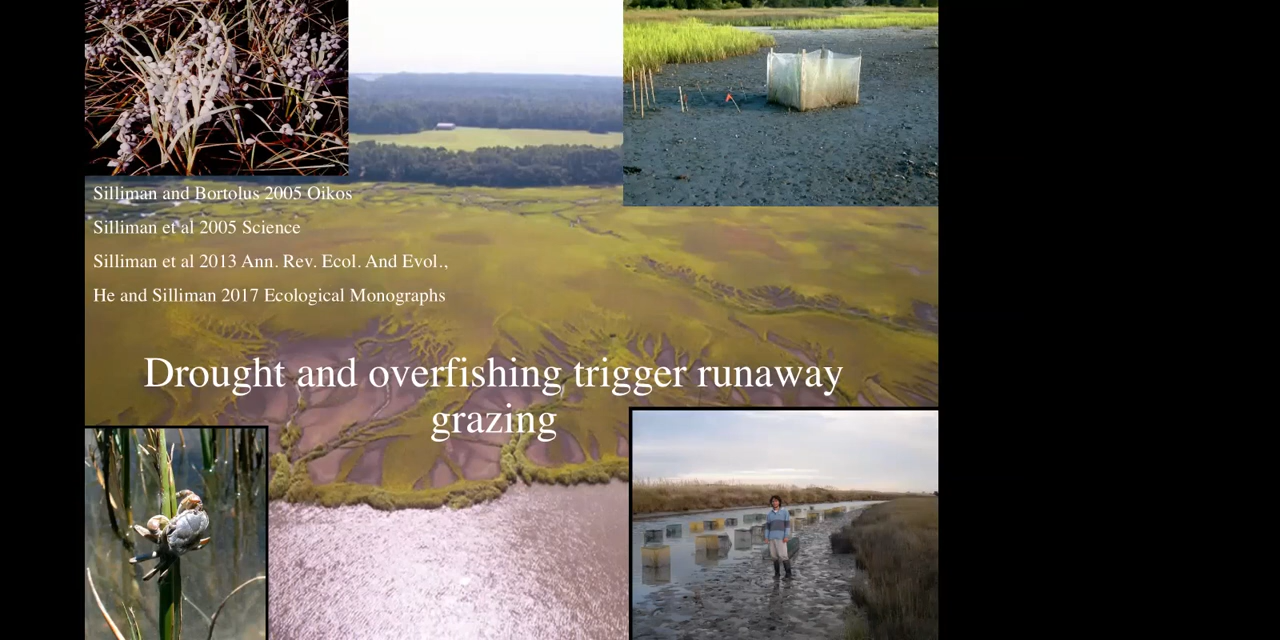 Silliman and Bortolus 2005 Oikos
Silliman et al 2005 Science
Silliman et al 2013 Ann. Rev. Ecol. And Evol.,
He and Silliman 2017 Ecological Monographs
Drought and overfishing trigger runaway
grazing